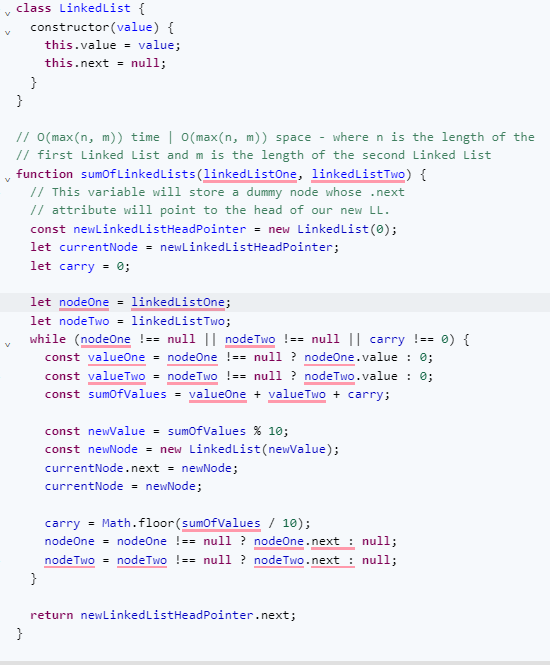 class LinkedList {
  constructor(value) {
    this.value = value;
    this.next = null;
  }
}

// O(max(n, m)) time | O(max(n, m)) space - where n is the length of the
// first Linked List and m is the length of the second Linked List
function sumOfLinkedLists(linkedListOne, linkedListTwo) {
  // This variable will store a dummy node whose .next
  // attribute will point to the head of our new LL.
  const newLinkedListHeadPointer = new LinkedList(0);
  let currentNode = newLinkedListHeadPointer;
  let carry = 0;

  let nodeOne = linkedListOne;
  let nodeTwo = linkedListTwo;
  while (nodeOne !== null || nodeTwo !== null || carry !== 0) {
    const valueOne = nodeOne !== null ? nodeOne.value : 0;
    const valueTwo = nodeTwo !== null ? nodeTwo.value : 0;
    const sumOfValues = valueOne + valueTwo + carry;

    const newValue = sumOfValues % 10;
    const newNode = new LinkedList(newValue);
    currentNode.next = newNode;
    currentNode = newNode;

    carry = Math.floor(sumOfValues / 10);
    nodeOne = nodeOne !== null ? nodeOne.next : null;
    nodeTwo = nodeTwo !== null ? nodeTwo.next : null;
  }

  return newLinkedListHeadPointer.next;
}